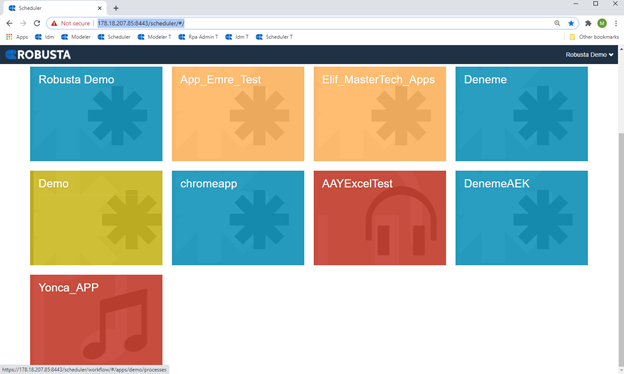 Scheduler
Not secure 178.18.207.85:8443/scheduler/#/
Apps Idm Modeler Scheduler Modeler T Rpa Admin T Idm T Scheduler T Other bookmarks
ROBUSTA Robusta Demo
Robusta Demo App_Emre_Test Elif_MasterTech_Apps Deneme
Demo chromeapp AAYExcelTest DenemeAEK
Yonca_APP
https://178.18.207.85:8443/scheduler/workflow/#/apps/demo/processes